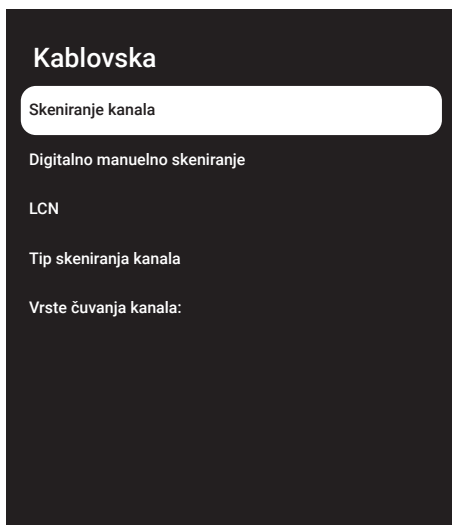 Kablovska
Skeniranje kanala
Digitalno manuelno skeniranje
LCN
Tip skeniranja kanala
Vrste čuvanja kanala: